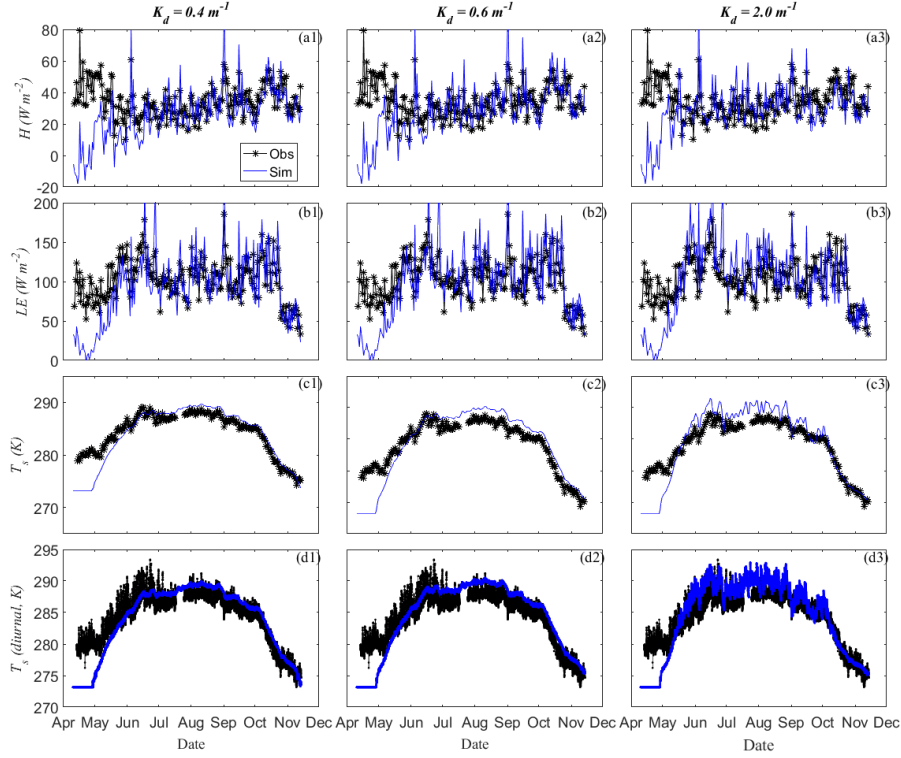 K_d = 0.4 m^-1 K_d = 0.6 m^-1 K_d = 2.0 m^-1
(a1) (a2) (a3)
H (W m^-2)
80
60
40
20
0
-20
Obs
Sim
(b1) (b2) (b3)
LE (W m^-2)
200
150
100
50
0
(c1) (c2) (c3)
T_s (K)
290
280
270
(d1) (d2) (d3)
T_s (diurnal, K)
295
290
285
280
275
270
Apr May Jun Jul Aug Sep Oct Nov Dec Apr May Jun Jul Aug Sep Oct Nov Dec Apr May Jun Jul Aug Sep Oct Nov Dec
Date Date Date